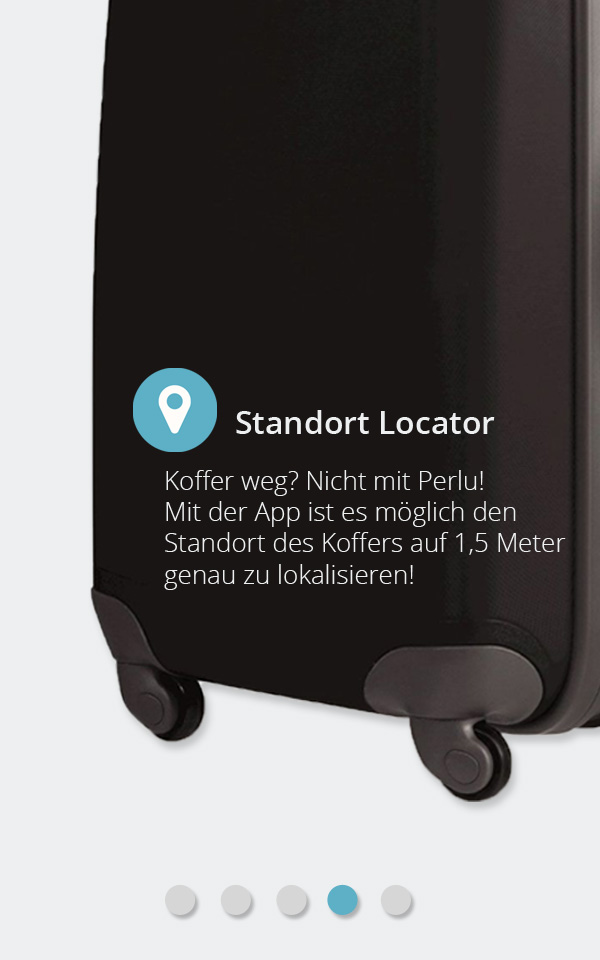 Standort Locator
Koffer weg? Nicht mit Perlu!
Mit der App ist es möglich den
Standort des Koffers auf 1,5 Meter
genau zu lokalisieren!